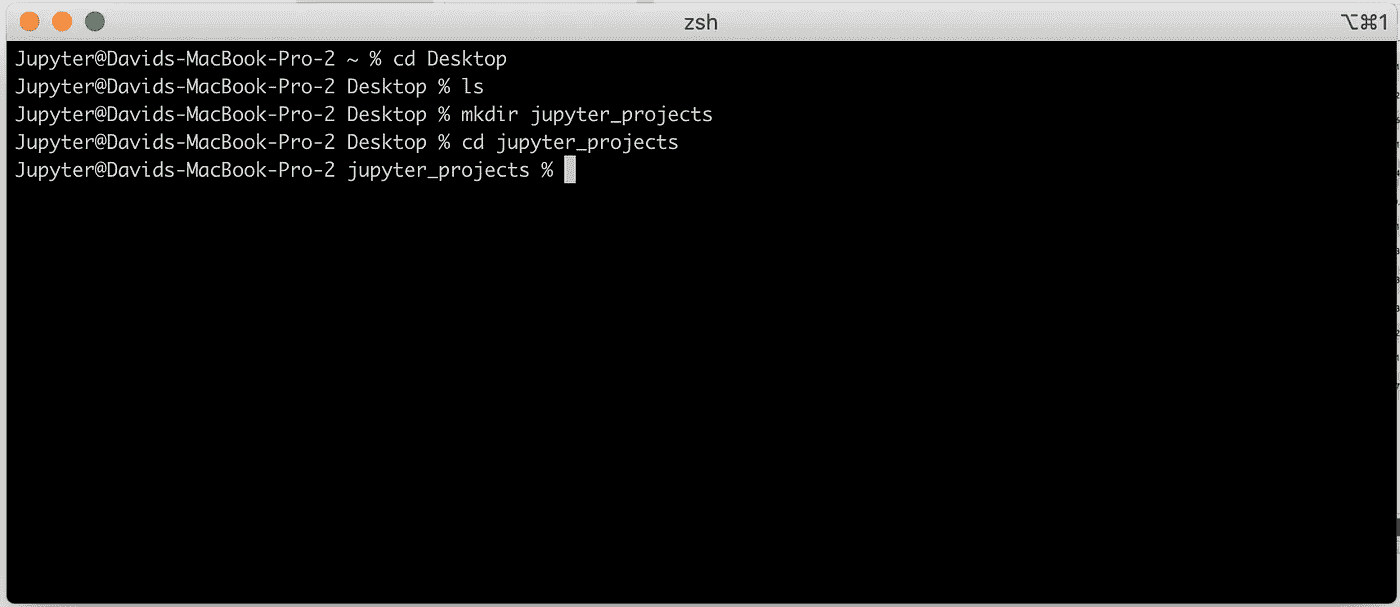 zsh
⌥⌘1
Jupyter@Davids-MacBook-Pro-2 ~ % cd Desktop
Jupyter@Davids-MacBook-Pro-2 Desktop % ls
Jupyter@Davids-MacBook-Pro-2 Desktop % mkdir jupyter_projects
Jupyter@Davids-MacBook-Pro-2 Desktop % cd jupyter_projects
Jupyter@Davids-MacBook-Pro-2 jupyter_projects %